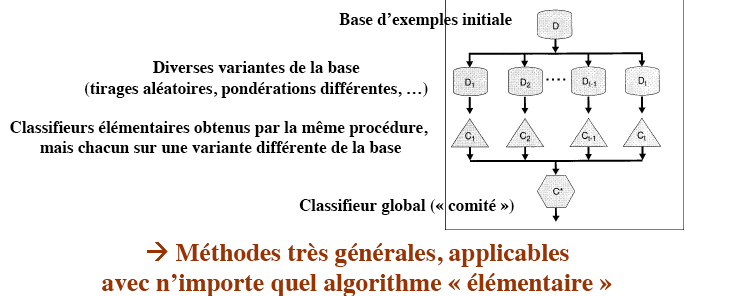 Base d’exemples initiale
D
Diverses variantes de la base
(tirages aléatoires, pondérations différentes, …)
D1 D2 .... Dt-1 Dt
Classifieurs élémentaires obtenus par la même procédure,
mais chacun sur une variante différente de la base
C1 C2 Ct-1 Ct
Classifieur global (« comité »)
C*
→ Méthodes très générales, applicables
avec n’importe quel algorithme « élémentaire »